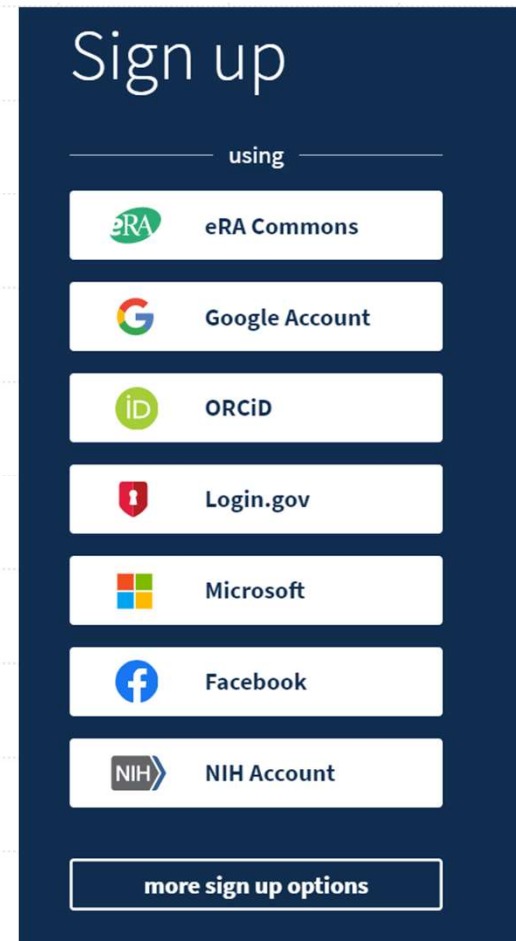 Sign up
using
eRA eRA Commons
Google Account
iD ORCiD
Login.gov
Microsoft
Facebook
NIH NIH Account
more sign up options